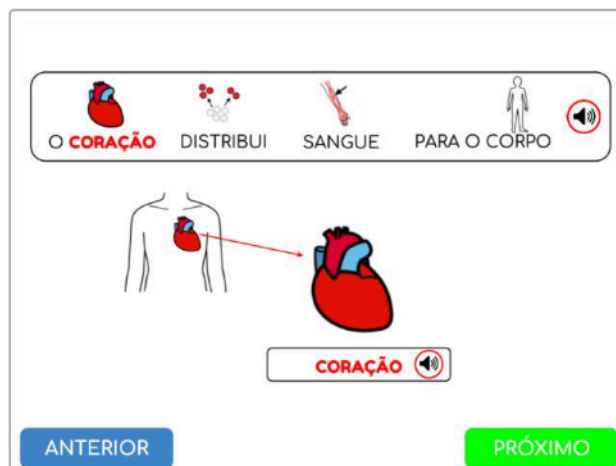 O CORAÇÃO DISTRIBUI SANGUE PARA O CORPO
CORAÇÃO
ANTERIOR
PRÓXIMO